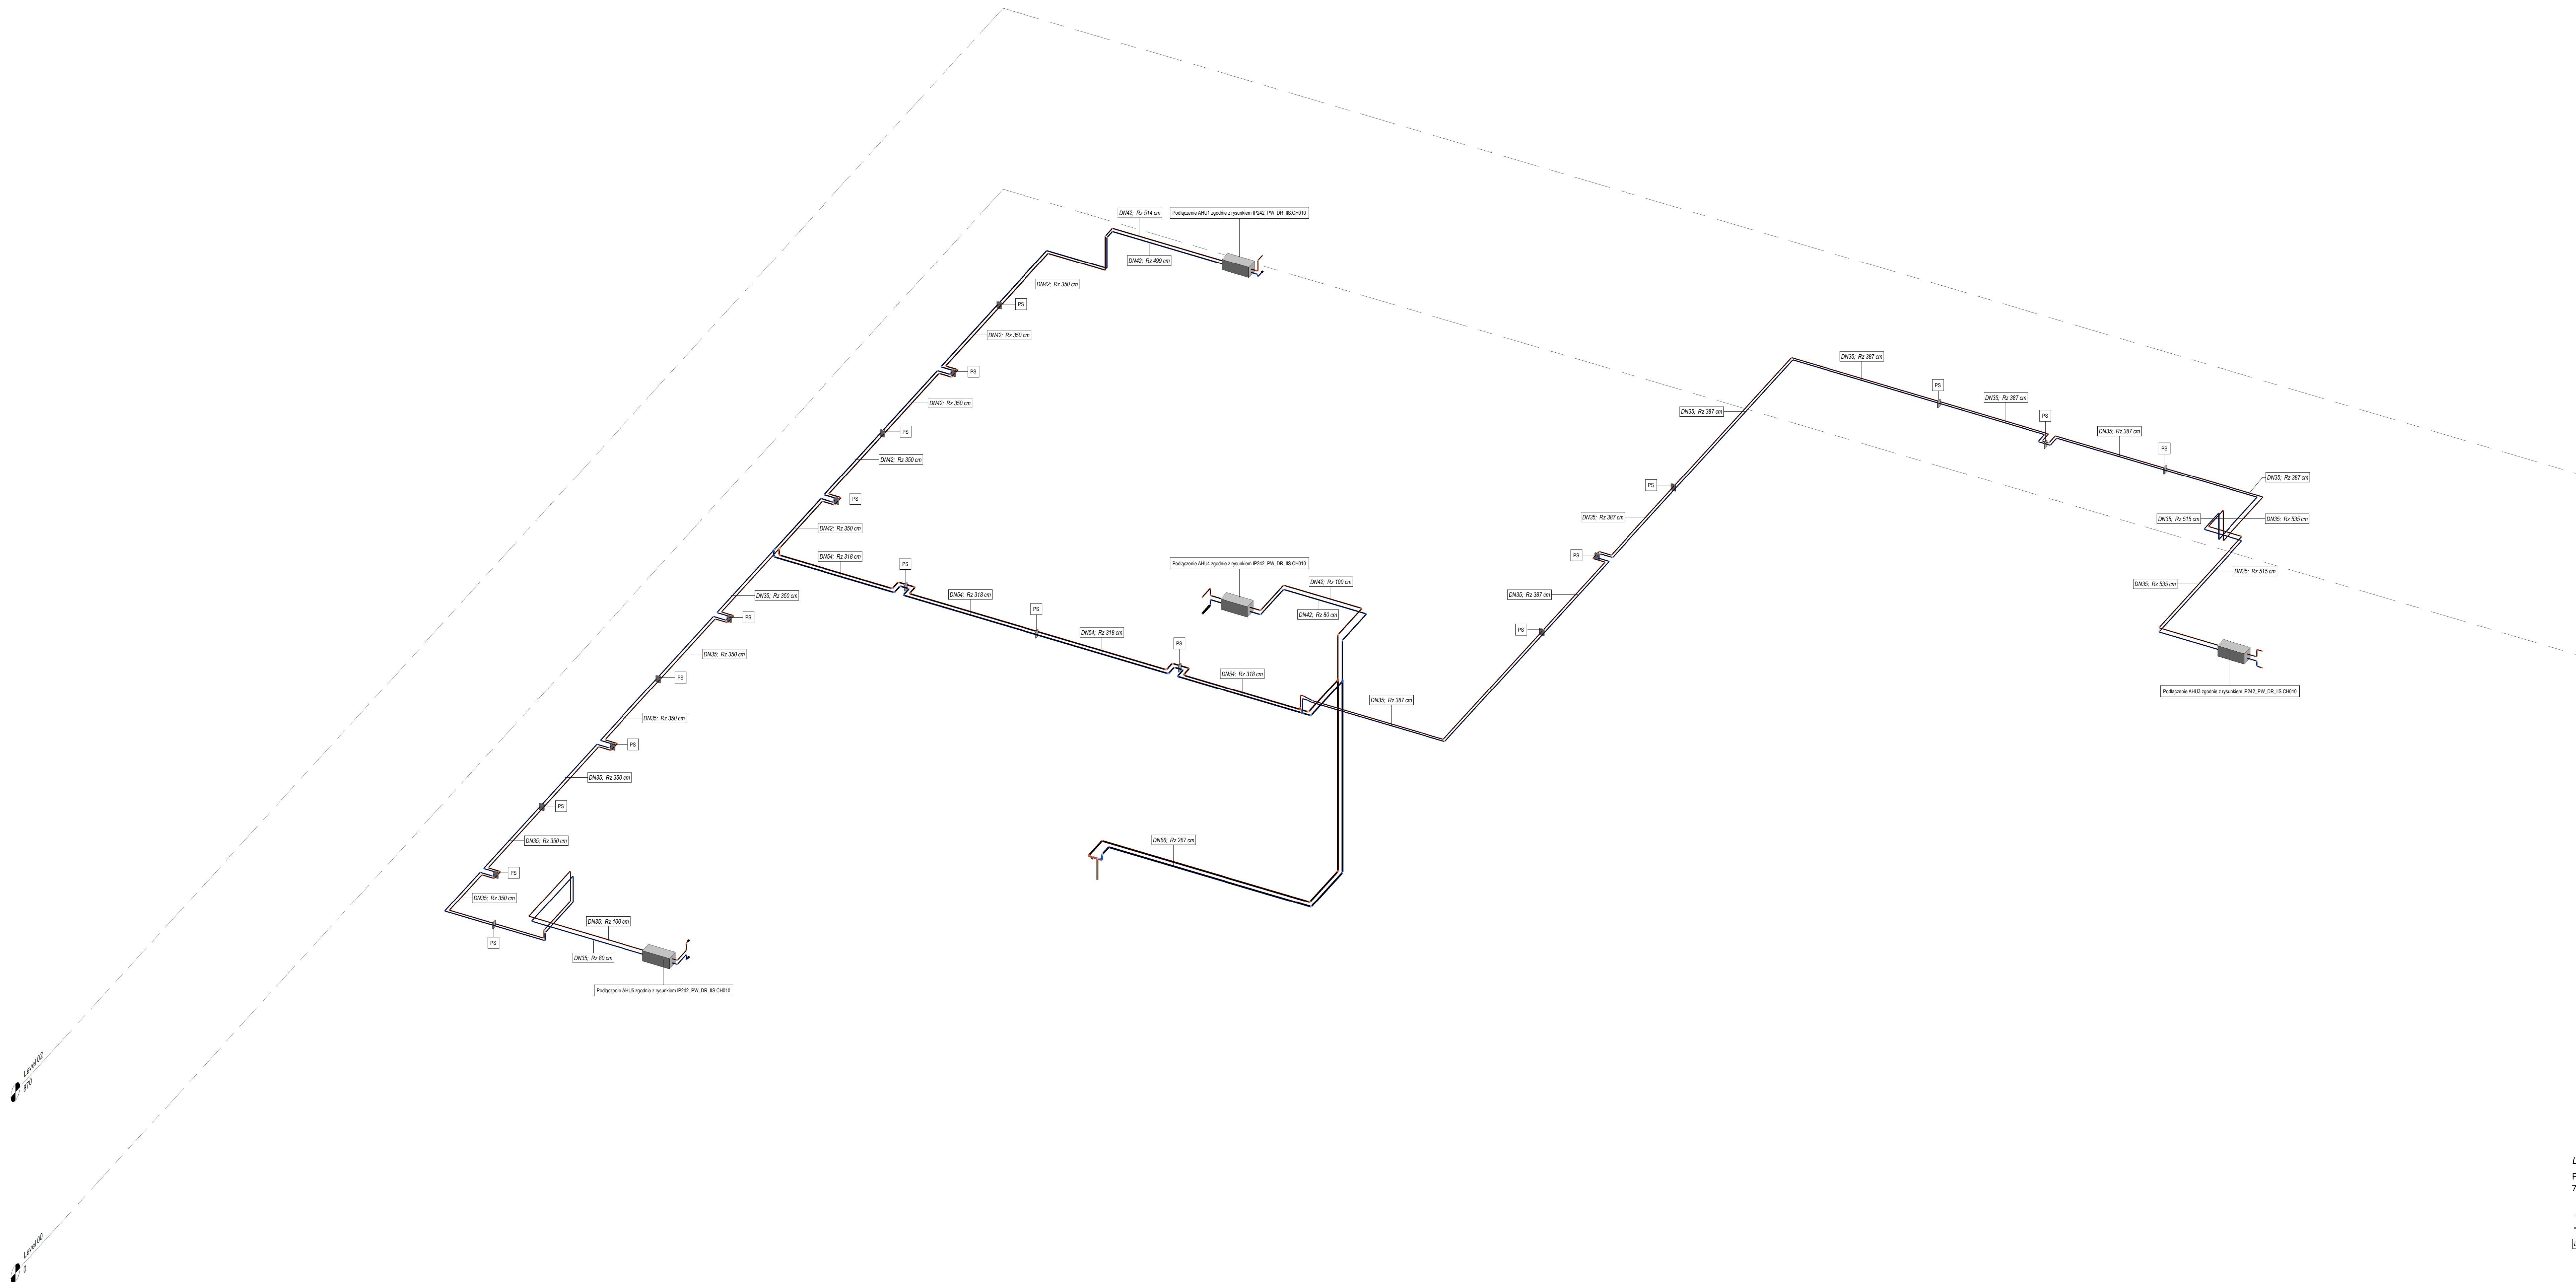 DN42; Rz 514 cm
Podłączenie AHU1 zgodnie z rysunkiem IP242_PW_DR_IIS.CH010
DN42; Rz 499 cm
DN42; Rz 350 cm
PS
DN42; Rz 350 cm
PS
DN42; Rz 350 cm
PS
DN42; Rz 350 cm
PS
DN42; Rz 350 cm
DN54; Rz 318 cm
PS
DN54; Rz 318 cm
PS
DN54; Rz 318 cm
PS
DN54; Rz 318 cm
Podłączenie AHU4 zgodnie z rysunkiem IP242_PW_DR_IIS.CH010
DN42; Rz 100 cm
DN42; Rz 80 cm
DN35; Rz 387 cm
DN35; Rz 387 cm
PS
DN35; Rz 387 cm
PS
DN35; Rz 387 cm
PS
DN35; Rz 387 cm
PS
DN35; Rz 387 cm
PS
DN35; Rz 387 cm
PS
DN35; Rz 387 cm
DN35; Rz 387 cm
DN35; Rz 515 cm
DN35; Rz 535 cm
DN35; Rz 515 cm
DN35; Rz 535 cm
Podłączenie AHU3 zgodnie z rysunkiem IP242_PW_DR_IIS.CH010
DN35; Rz 350 cm
PS
DN35; Rz 350 cm
PS
DN35; Rz 350 cm
PS
DN35; Rz 350 cm
PS
DN35; Rz 350 cm
PS
DN35; Rz 350 cm
PS
DN35; Rz 100 cm
DN35; Rz 80 cm
Podłączenie AHU5 zgodnie z rysunkiem IP242_PW_DR_IIS.CH010
DN66; Rz 267 cm
Level 02
870
Level 00
0